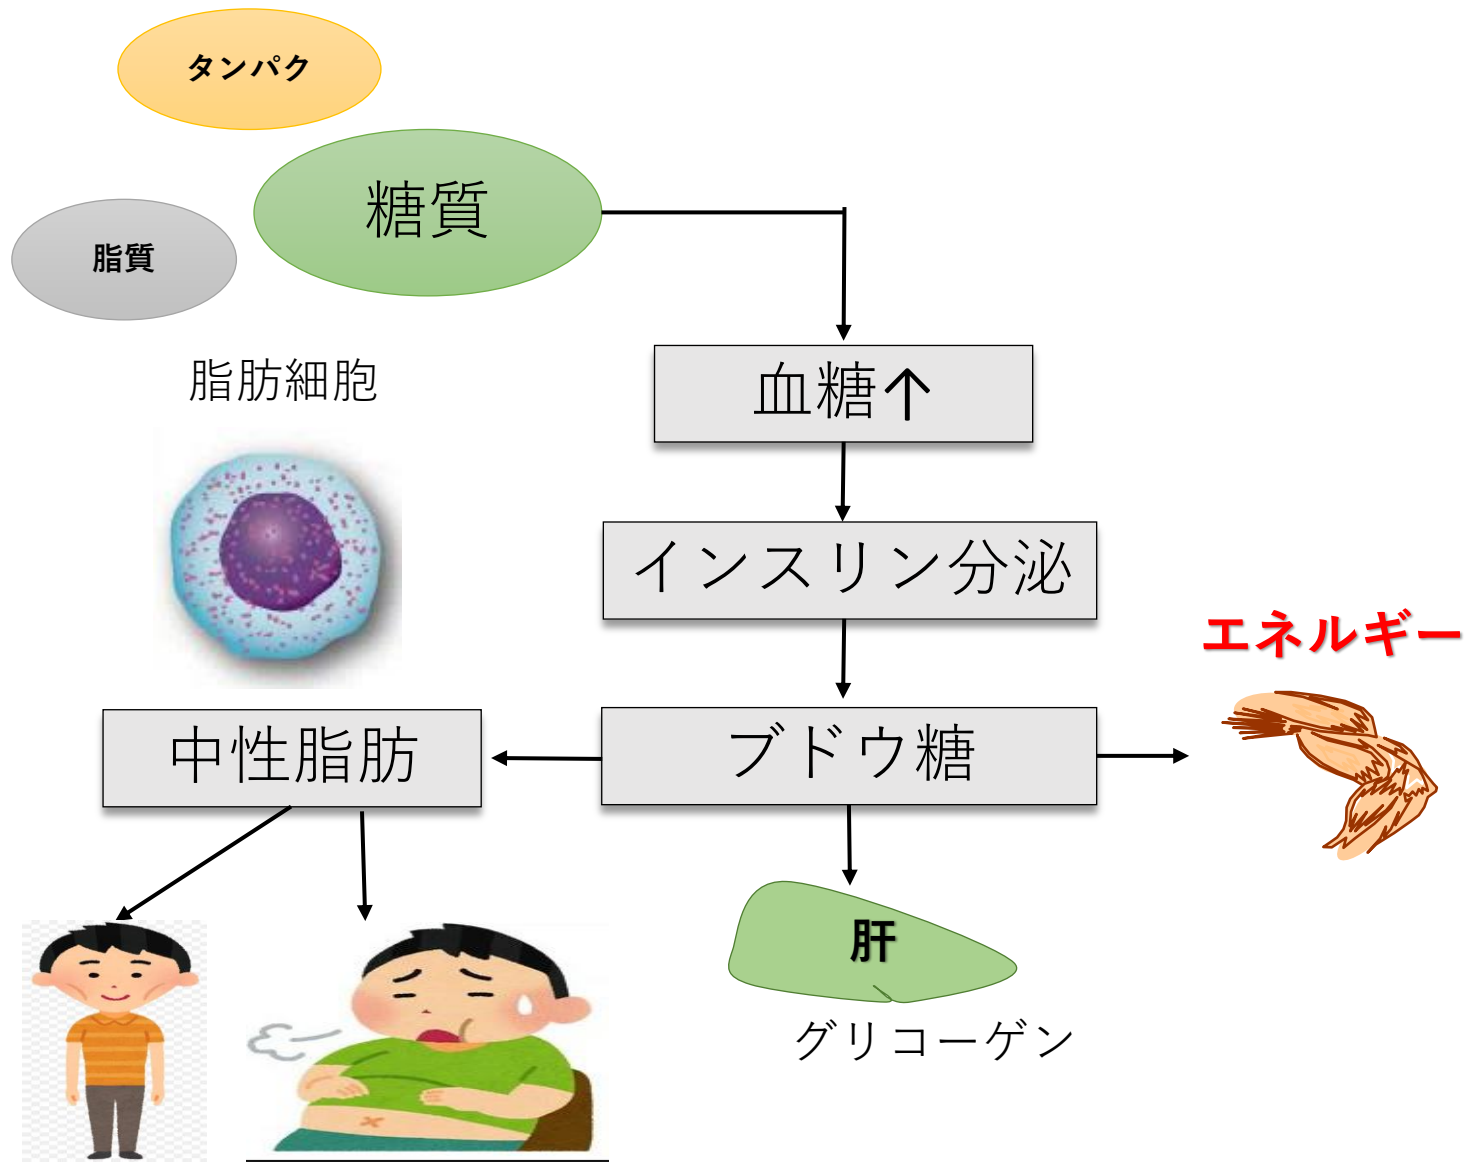 タンパク
糖質
脂質
脂肪細胞
血糖↑
インスリン分泌
エネルギー
中性脂肪
ブドウ糖
肝
グリコーゲン